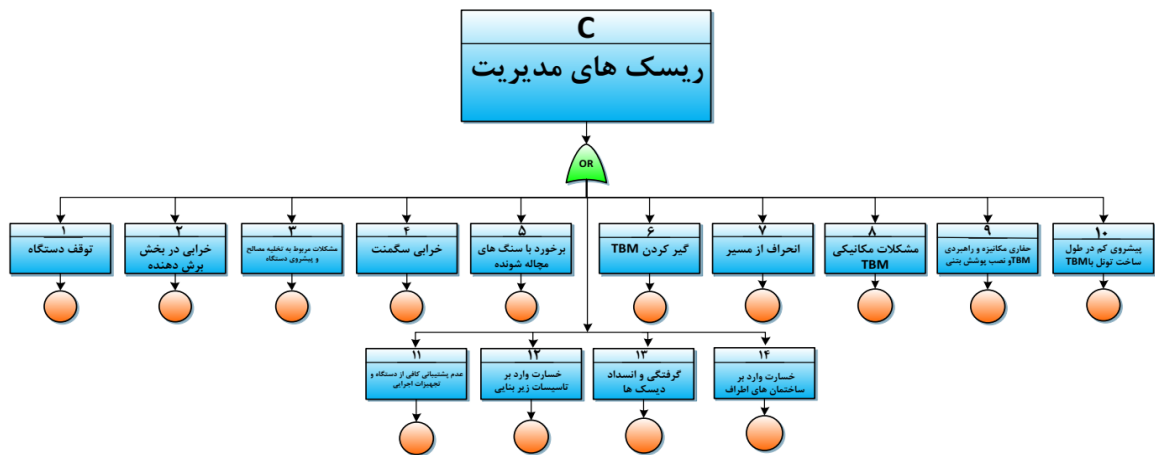 C
ریسک های مدیریت
OR
۱
توقف دستگاه
۲
خرابی در بخش
برش دهنده
۳
مشکلات مربوط به تخلیه مصالح
و پیشروی دستگاه
۴
خرابی سگمنت
۵
برخورد با سنگ های
مچاله شونده
۶
گیر کردن TBM
۷
انحراف از مسیر
۸
مشکلات مکانیکی
TBM
۹
حفاری مکانیزه و راهبردی
TBMو نصب پوشش بتنی
۱۰
پیشروی کم در طول
ساخت تونل باTBM
۱۱
عدم پشتیبانی کافی از دستگاه و
تجهیزات اجرایی
۱۲
خسارت وارد بر
تاسیسات زیر بنایی
۱۳
گرفتگی و انسداد
دیسک ها
۱۴
خسارت وارد بر
ساختمان های اطراف